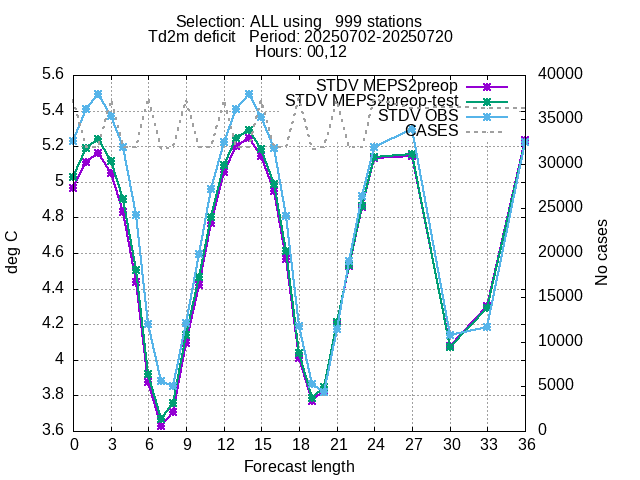 Selection: ALL using   999 stations
Td2m deficit   Period: 20250702-20250720
Hours: 00,12
STDV MEPS2preop
STDV MEPS2preop-test
STDV OBS
CASES
5.6
5.4
5.2
5
4.8
4.6
4.4
4.2
4
3.8
3.6
deg C
40000
35000
30000
25000
20000
15000
10000
5000
0
No cases
0 3 6 9 12 15 18 21 24 27 30 33 36
Forecast length